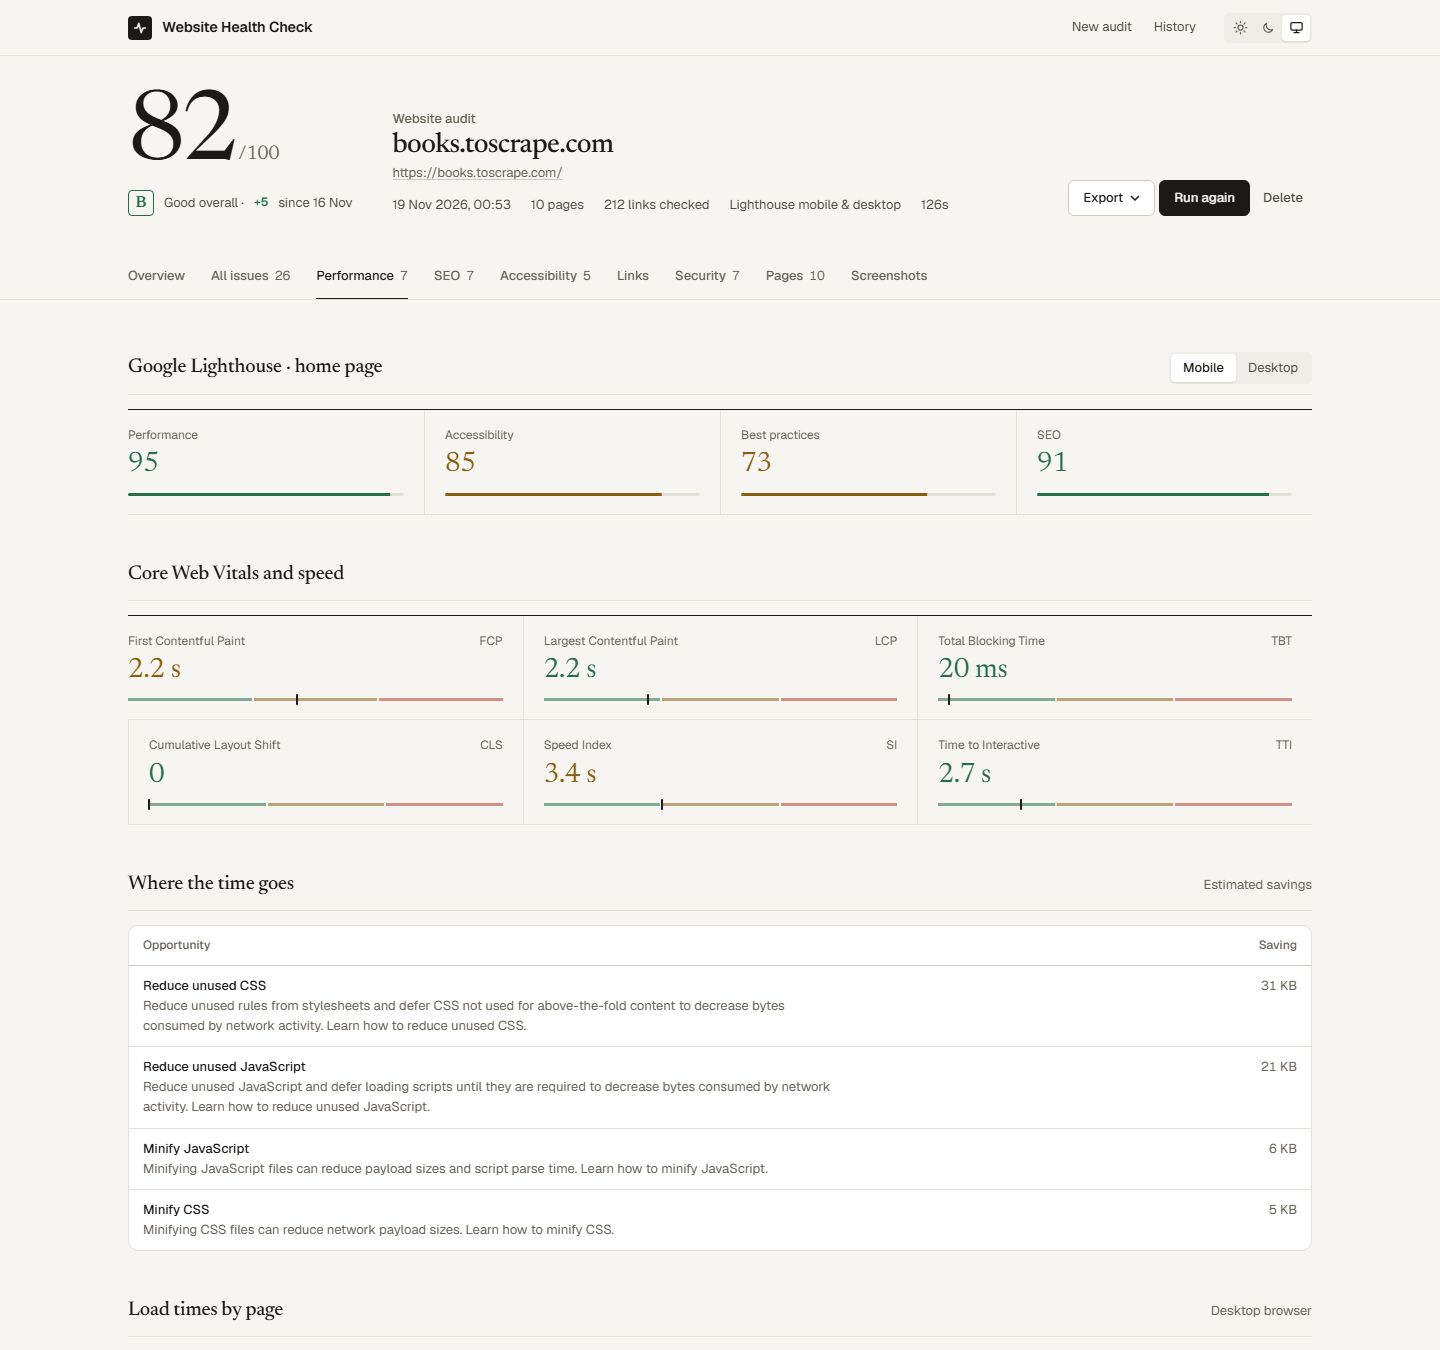 Website Health Check
New audit
History
82/100
Website audit
books.toscrape.com
https://books.toscrape.com/
B Good overall · +5 since 16 Nov
19 Nov 2026, 00:53 10 pages 212 links checked Lighthouse mobile & desktop 126s
Export Run again Delete
Overview All issues 26 Performance 7 SEO 7 Accessibility 5 Links Security 7 Pages 10 Screenshots
Google Lighthouse · home page
Mobile Desktop
Performance
95
Accessibility
85
Best practices
73
SEO
91
Core Web Vitals and speed
First Contentful Paint FCP
2.2 s
Largest Contentful Paint LCP
2.2 s
Total Blocking Time TBT
20 ms
Cumulative Layout Shift CLS
0
Speed Index SI
3.4 s
Time to Interactive TTI
2.7 s
Where the time goes
Estimated savings
Opportunity Saving
Reduce unused CSS 31 KB
Reduce unused rules from stylesheets and defer CSS not used for above-the-fold content to decrease bytes
consumed by network activity. Learn how to reduce unused CSS.
Reduce unused JavaScript 21 KB
Reduce unused JavaScript and defer loading scripts until they are required to decrease bytes consumed by network
activity. Learn how to reduce unused JavaScript.
Minify JavaScript 6 KB
Minifying JavaScript files can reduce payload sizes and script parse time. Learn how to minify JavaScript.
Minify CSS 5 KB
Minifying CSS files can reduce network payload sizes. Learn how to minify CSS.
Load times by page
Desktop browser